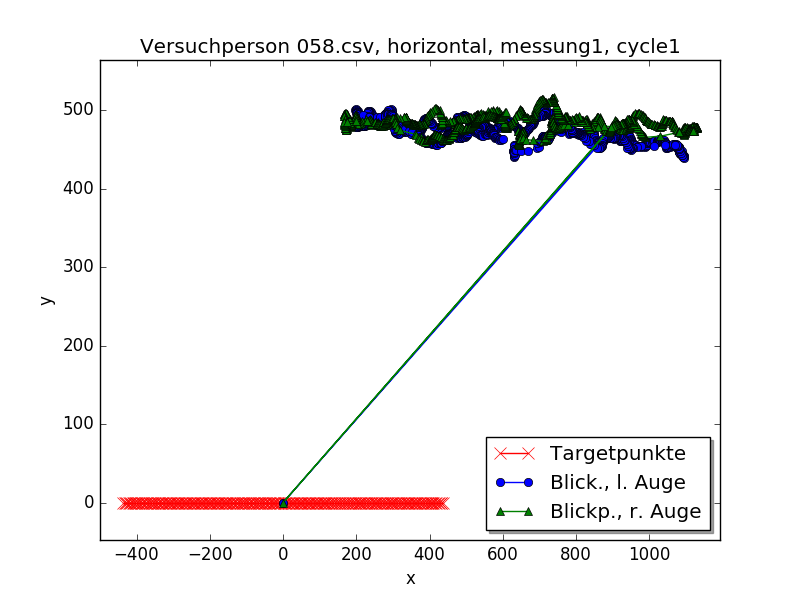 Versuchperson 058.csv, horizontal, messung1, cycle1
500
400
300
200
100
0
y
−400 −200 0 200 400 600 800 1000
x
Targetpunkte
Blick., l. Auge
Blickp., r. Auge